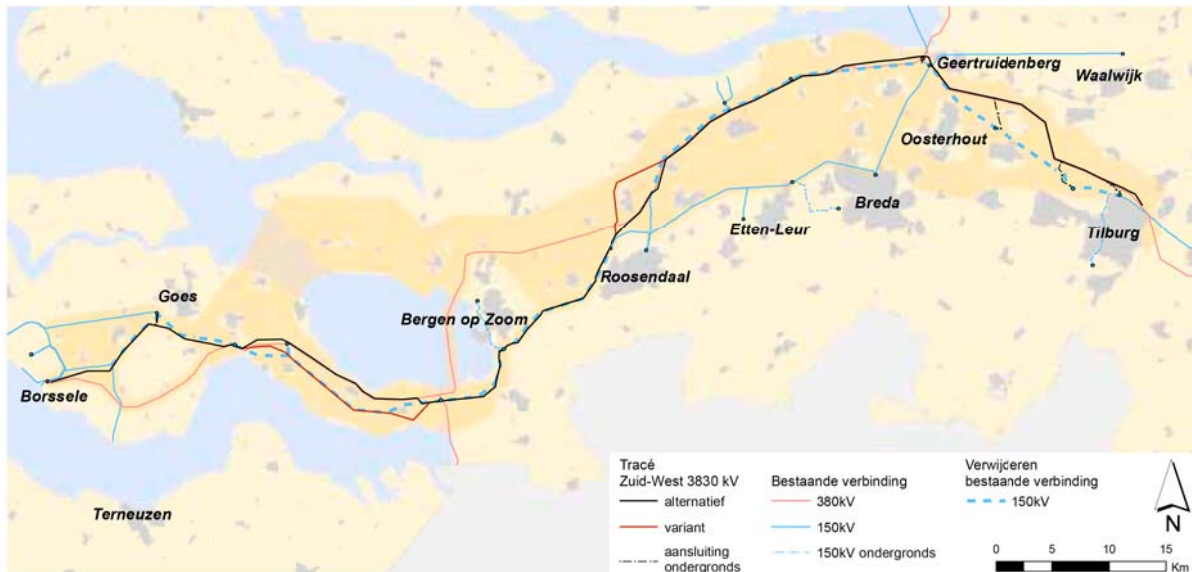 Geertruidenberg
Waalwijk
Oosterhout
Breda
Etten-Leur
Tilburg
Roosendaal
Goes
Bergen op Zoom
Borssele
Terneuzen
Tracé
Zuid-West 3830 kV
alternatief
variant
aansluiting
ondergronds
Bestaande verbinding
380kV
150kV
150kV ondergronds
Verwijderen
bestaande verbinding
150kV
N
0 5 10 15
Km